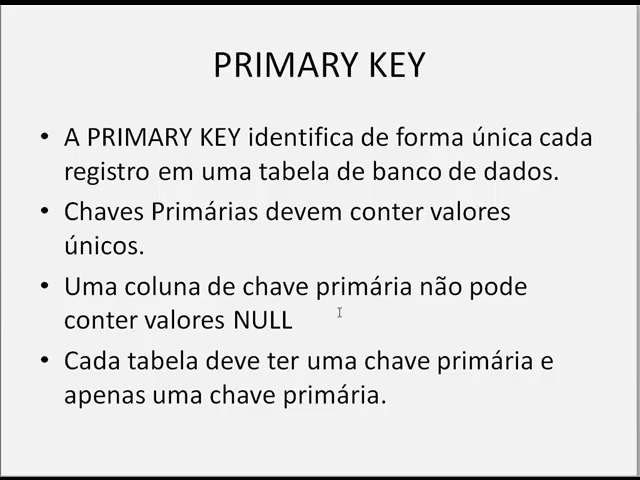 PRIMARY KEY
• A PRIMARY KEY identifica de forma única cada
registro em uma tabela de banco de dados.
• Chaves Primárias devem conter valores
únicos.
• Uma coluna de chave primária não pode
conter valores NULL
• Cada tabela deve ter uma chave primária e
apenas uma chave primária.